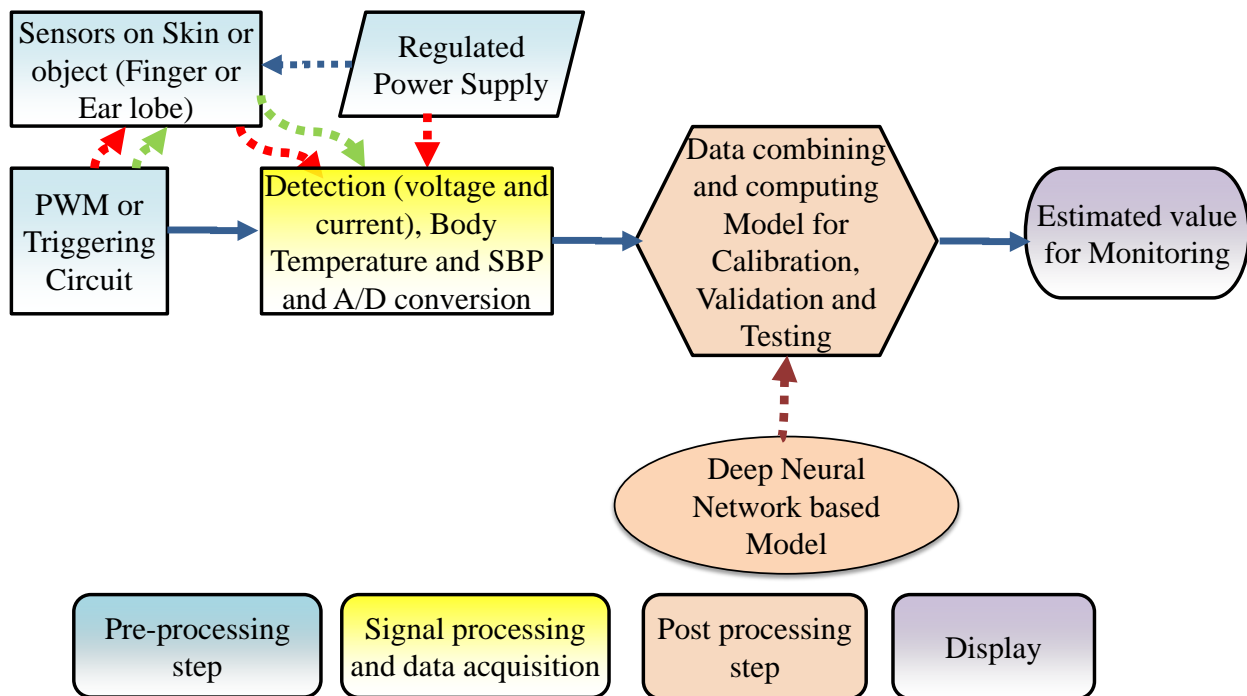 Sensors on Skin or
object (Finger or
Ear lobe)
Regulated
Power Supply
PWM or
Triggering
Circuit
Detection (voltage and
current), Body
Temperature and SBP
and A/D conversion
Data combining
and computing
Model for
Calibration,
Validation and
Testing
Estimated value
for Monitoring
Deep Neural
Network based
Model
Pre-processing
step
Signal processing
and data acquisition
Post processing
step
Display